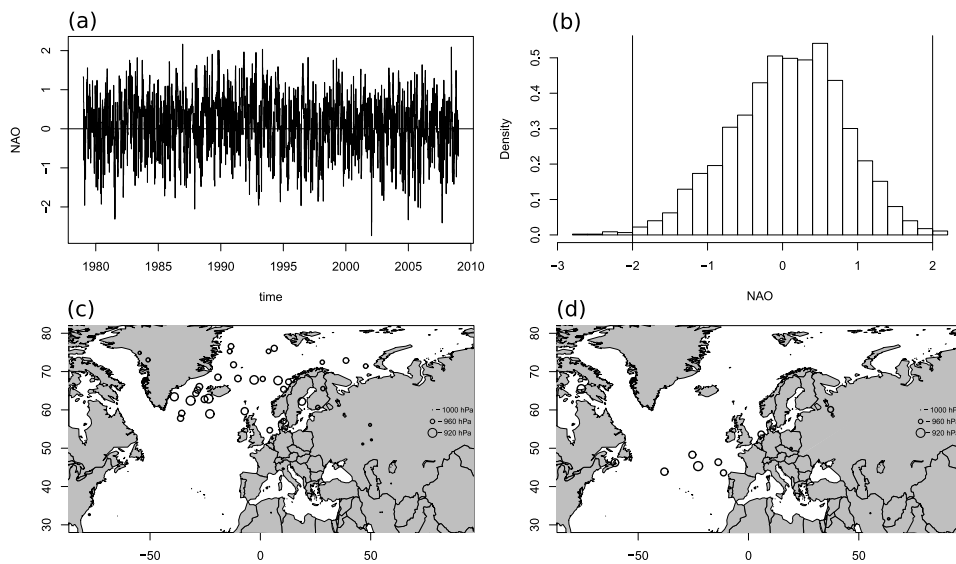 (a)
2
1
0
−1
−2
NAO
1980 1985 1990 1995 2000 2005 2010
time
(b)
0.5
0.4
0.3
0.2
0.1
0.0
Density
−3 −2 −1 0 1 2
NAO
(c)
80
70
60
50
40
30
1000 hPa
960 hPa
920 hPa
−50 0 50
(d)
80
70
60
50
40
30
1000 hPa
960 hPa
920 hPa
−50 0 50